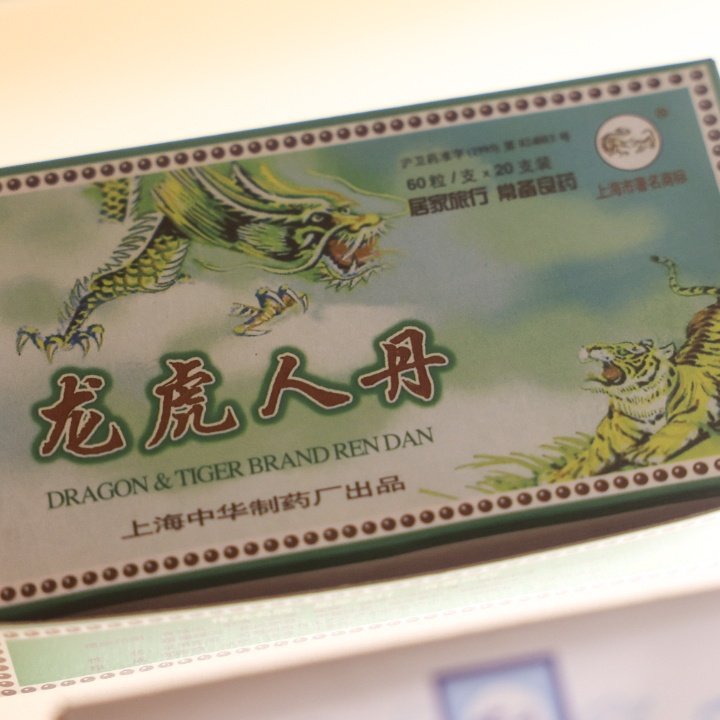 沪卫药准字(1995)第 024003 号
60粒/支 x 20支装
居家旅行 常备良药
上海市著名商标
龙虎人丹
DRAGON & TIGER BRAND REN DAN
上海中华制药厂出品